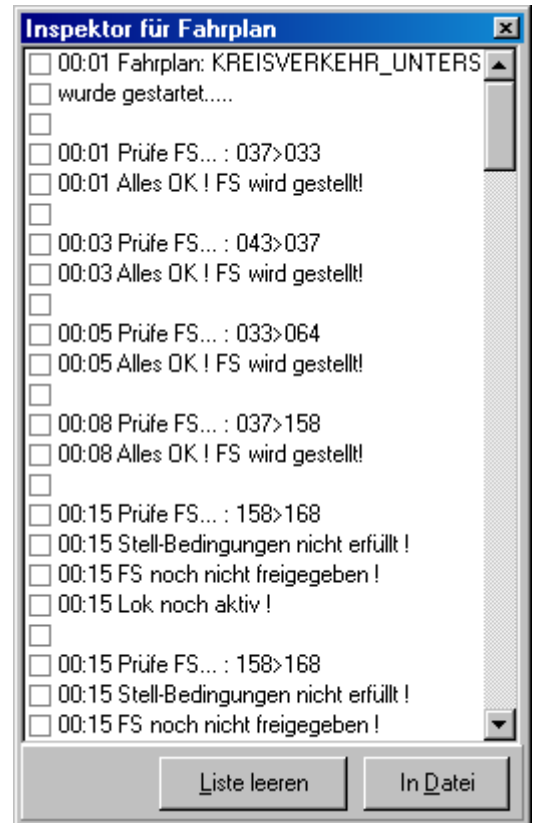 Inspektor für Fahrplan
00:01 Fahrplan: KREISVERKEHR_UNTERS
wurde gestartet.....
00:01 Prüfe FS... : 037>033
00:01 Alles OK ! FS wird gestellt!
00:03 Prüfe FS... : 043>037
00:03 Alles OK ! FS wird gestellt!
00:05 Prüfe FS... : 033>064
00:05 Alles OK ! FS wird gestellt!
00:08 Prüfe FS... : 037>158
00:08 Alles OK ! FS wird gestellt!
00:15 Prüfe FS... : 158>168
00:15 Stell-Bedingungen nicht erfüllt !
00:15 FS noch nicht freigegeben !
00:15 Lok noch aktiv !
00:15 Prüfe FS... : 158>168
00:15 Stell-Bedingungen nicht erfüllt !
00:15 FS noch nicht freigegeben !
Liste leeren In Datei